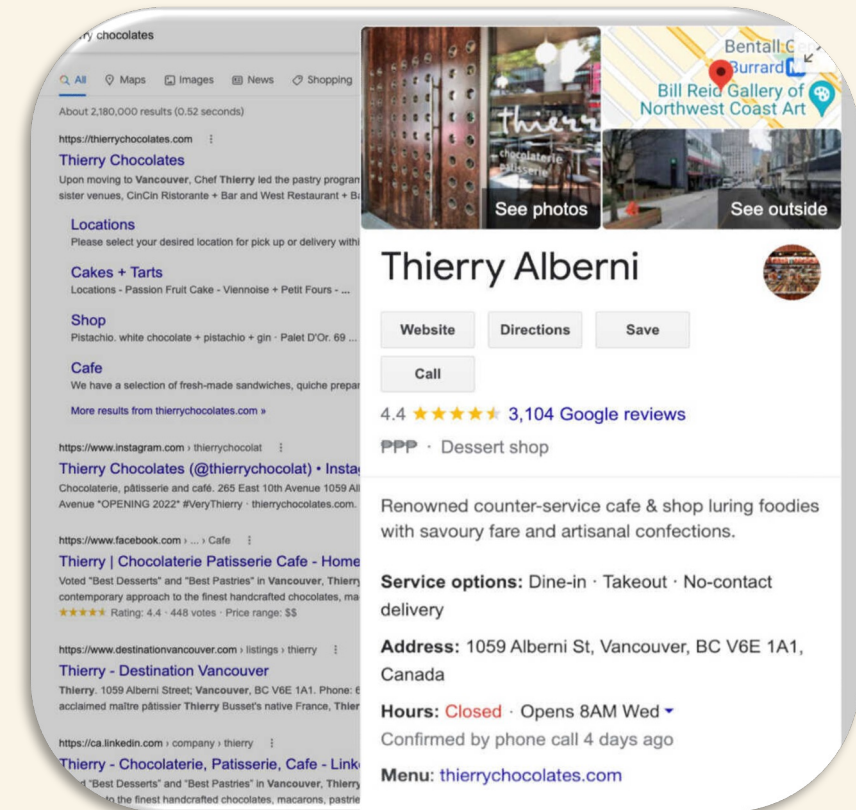 ry chocolates
All Maps Images News Shopping
About 2,180,000 results (0.52 seconds)
https://thierrychocolates.com
Thierry Chocolates
Upon moving to Vancouver, Chef Thierry led the pastry program
sister venues, CinCin Ristorante + Bar and West Restaurant + Ba
Locations
Please select your desired location for pick up or delivery withi
Cakes + Tarts
Locations - Passion Fruit Cake - Viennoise + Petit Fours - ...
Shop
Pistachio. white chocolate + pistachio + gin · Palet D'Or. 69 ...
Cafe
We have a selection of fresh-made sandwiches, quiche prepar
More results from thierrychocolates.com »
https://www.instagram.com › thierrychocolat
Thierry Chocolates (@thierrychocolat) • Insta
Chocolaterie, pâtisserie and café. 265 East 10th Avenue 1059 Al
Avenue *OPENING 2022* #VeryThierry · thierrychocolates.com.
https://www.facebook.com › ... › Cafe
Thierry | Chocolaterie Patisserie Cafe - Home
Voted "Best Desserts" and "Best Pastries" in Vancouver, Thierry
contemporary approach to the finest handcrafted chocolates, ma
Rating: 4.4 · 448 votes · Price range: $$
https://www.destinationvancouver.com › listings › thierry
Thierry - Destination Vancouver
Thierry. 1059 Alberni Street; Vancouver, BC V6E 1A1. Phone: 6
acclaimed maître pâtissier Thierry Busset's native France, Thier
https://ca.linkedin.com › company › thierry
Thierry - Chocolaterie, Patisserie, Cafe - Link
"Best Desserts" and "Best Pastries" in Vancouver, Thierry
to the finest handcrafted chocolates, macarons, pastrie
thierr
chocolaterie
patisserie
See photos
Bentall Ce
Burrard M
Bill Reid Gallery of
Northwest Coast Art
See outside
Thierry Alberni
Website Directions Save
Call
4.4 ★★★★★ 3,104 Google reviews
₱₱₱ · Dessert shop
Renowned counter-service cafe & shop luring foodies
with savoury fare and artisanal confections.
Service options: Dine-in · Takeout · No-contact
delivery
Address: 1059 Alberni St, Vancouver, BC V6E 1A1,
Canada
Hours: Closed · Opens 8AM Wed
Confirmed by phone call 4 days ago
Menu: thierrychocolates.com